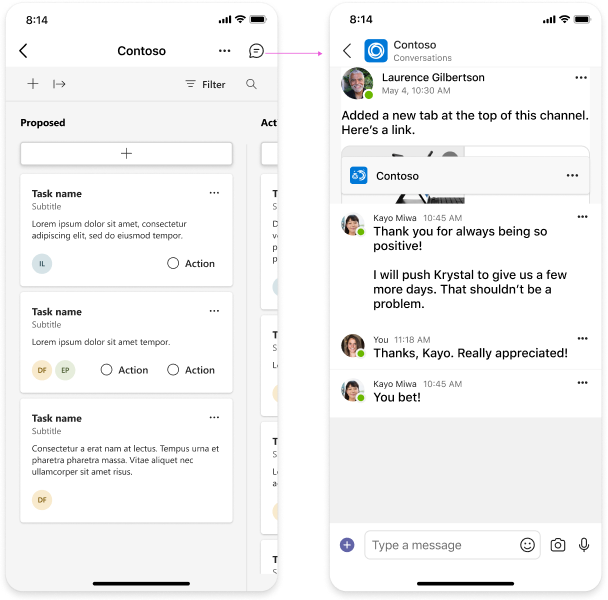 8:14
Contoso
Filter
Proposed
Act
Task name
Subtitle
Lorem ipsum dolor sit amet, consectetur
adipiscing elit, sed do eiusmod tempor.
IL
Action
Task name
Subtitle
Lorem ipsum dolor sit amet tempor.
DF
EP
Action
Action
Task name
Subtitle
Consectetur a erat nam at lectus. Tempus urna et
pharetra pharetra massa. Vitae aliquet nec
ullamcorper sit amet risus.
DF
8:14
Contoso
Conversations
Laurence Gilbertson
May 4, 10:30 AM
Added a new tab at the top of this channel.
Here's a link.
Contoso
Kayo Miwa 10:45 AM
Thank you for always being so
positive!
I will push Krystal to give us a few
more days. That shouldn't be a
problem.
You 11:18 AM
Thanks, Kayo. Really appreciated!
Kayo Miwa 10:45 AM
You bet!
Type a message